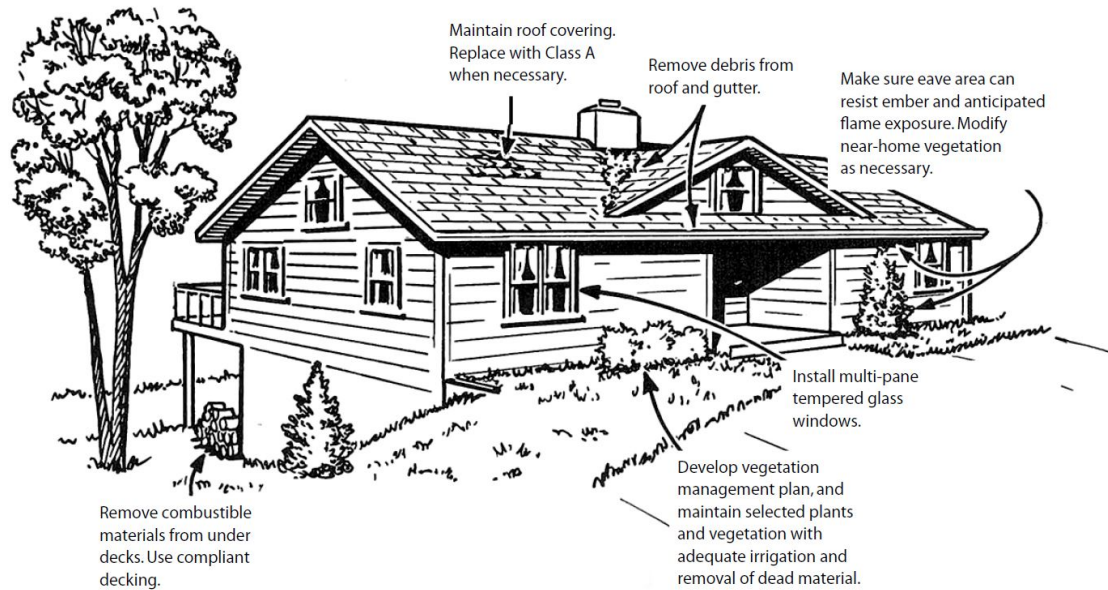 Maintain roof covering.
Replace with Class A
when necessary.
Remove debris from
roof and gutter.
Make sure eave area can
resist ember and anticipated
flame exposure. Modify
near-home vegetation
as necessary.
Install multi-pane
tempered glass
windows.
Develop vegetation
management plan, and
maintain selected plants
and vegetation with
adequate irrigation and
removal of dead material.
Remove combustible
materials from under
decks. Use compliant
decking.